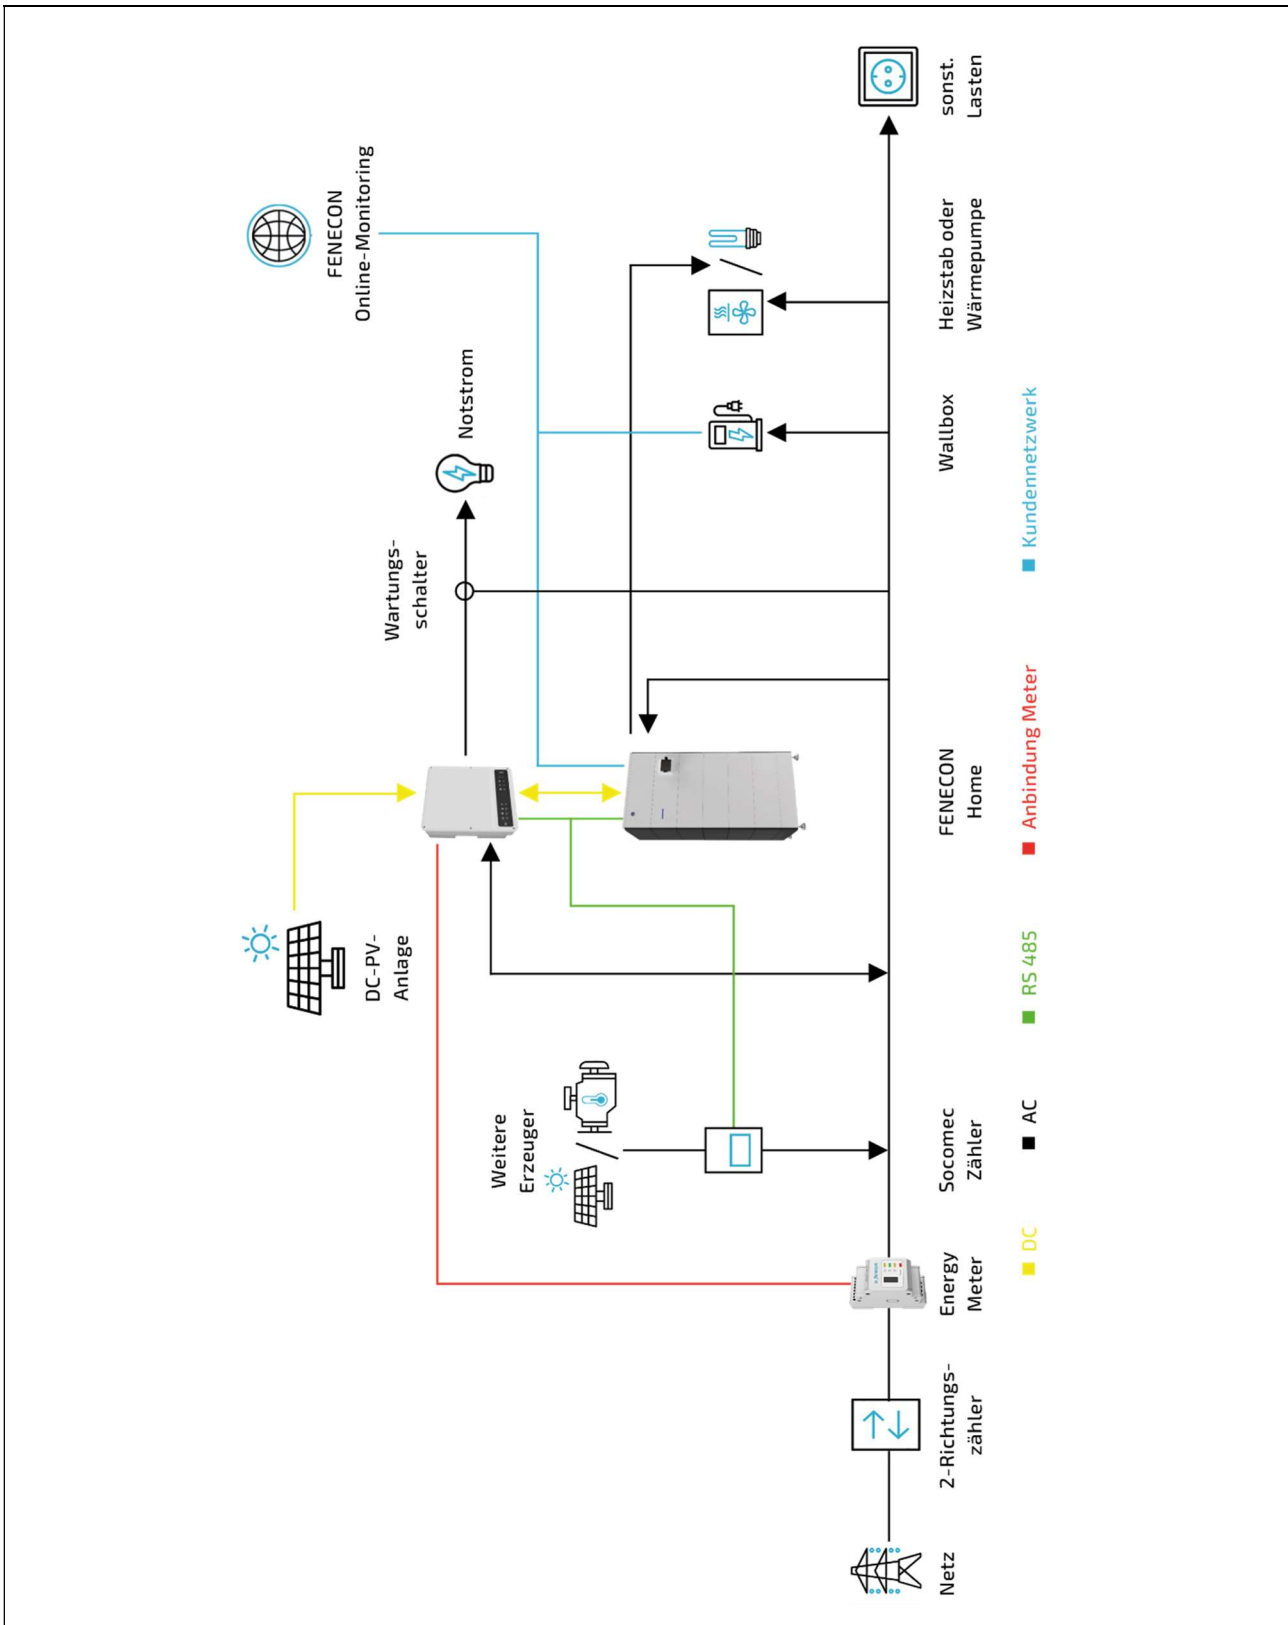 FENECON
Online-Monitoring
DC-PV-
Anlage
Wartungs-
schalter
Notstrom
Weitere
Erzeuger
Netz
2-Richtungs-
zähler
Energy
Meter
Socomec
Zähler
FENECON
Home
Wallbox
Heizstab oder
Wärmepumpe
sonst.
Lasten
DC
AC
RS 485
Anbindung Meter
Kundennetzwerk